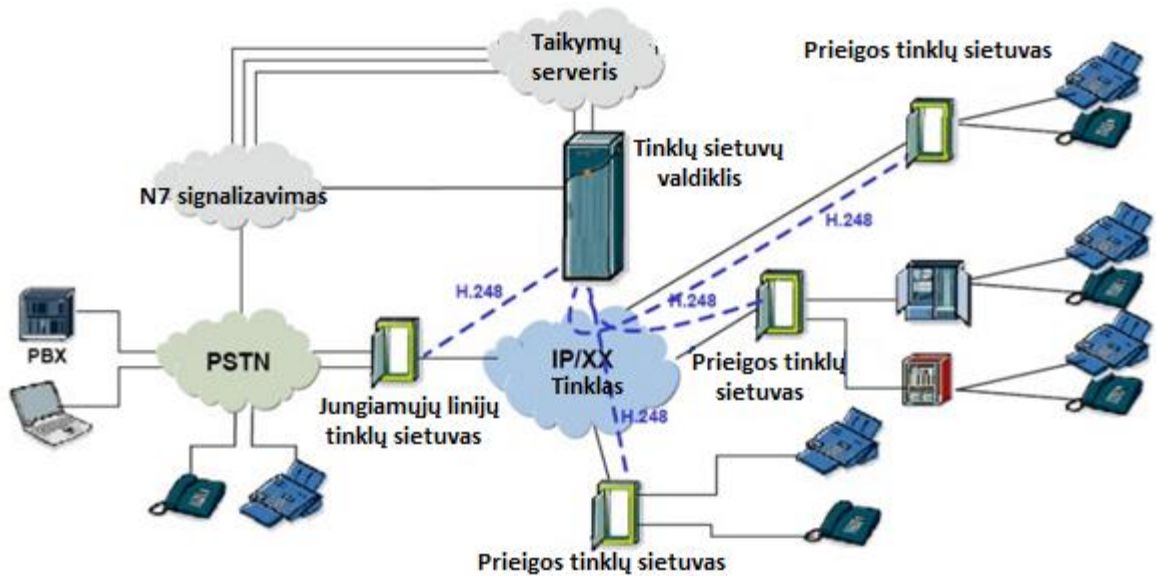 Taikymų
serveris
Prieigos tinklų sietuvas
Tinklų sietuvų
valdiklis
N7 signalizavimas
H.248
H.248
H.248
PBX
PSTN
IP/XX
Tinklas
Prieigos tinklų
sietuvas
Jungiamųjų linijų
tinklų sietuvas
H.248
Prieigos tinklų sietuvas